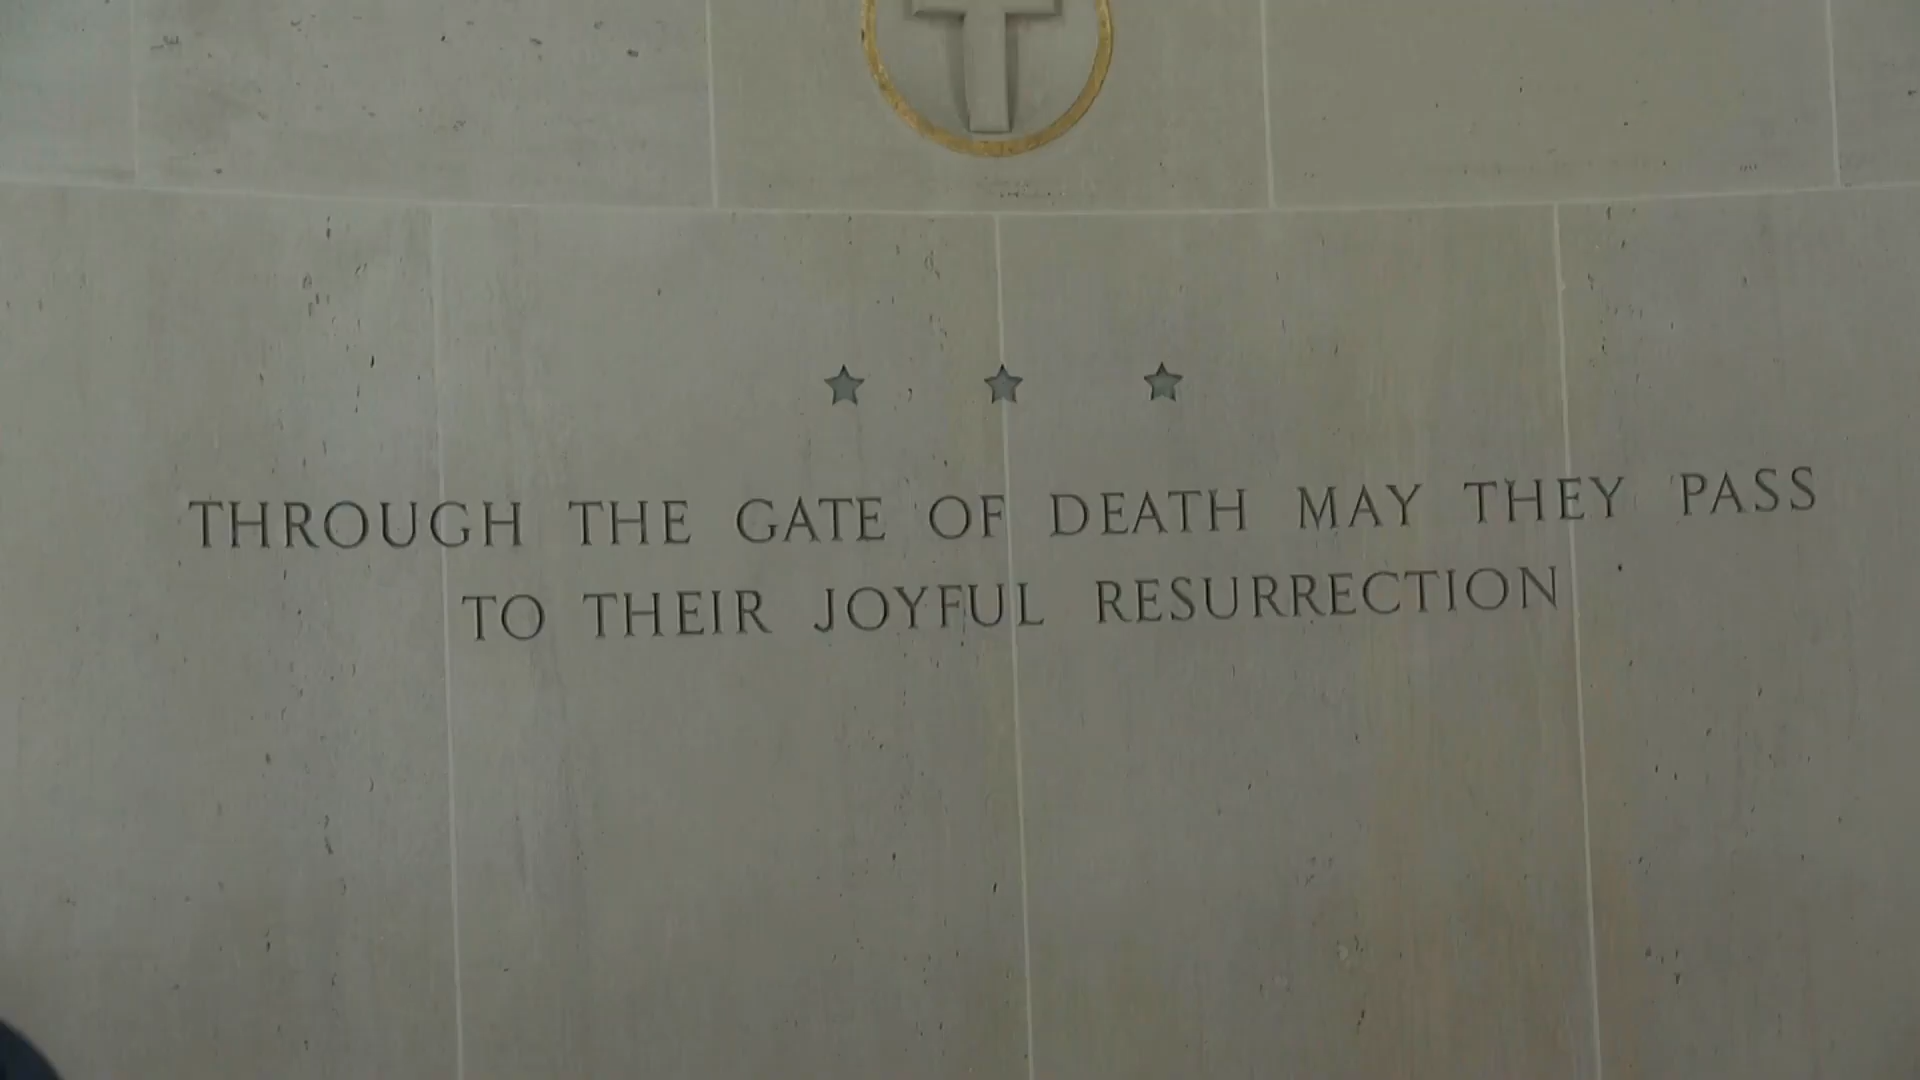 THROUGH THE GATE OF DEATH MAY THEY PASS
TO THEIR JOYFUL RESURRECTION